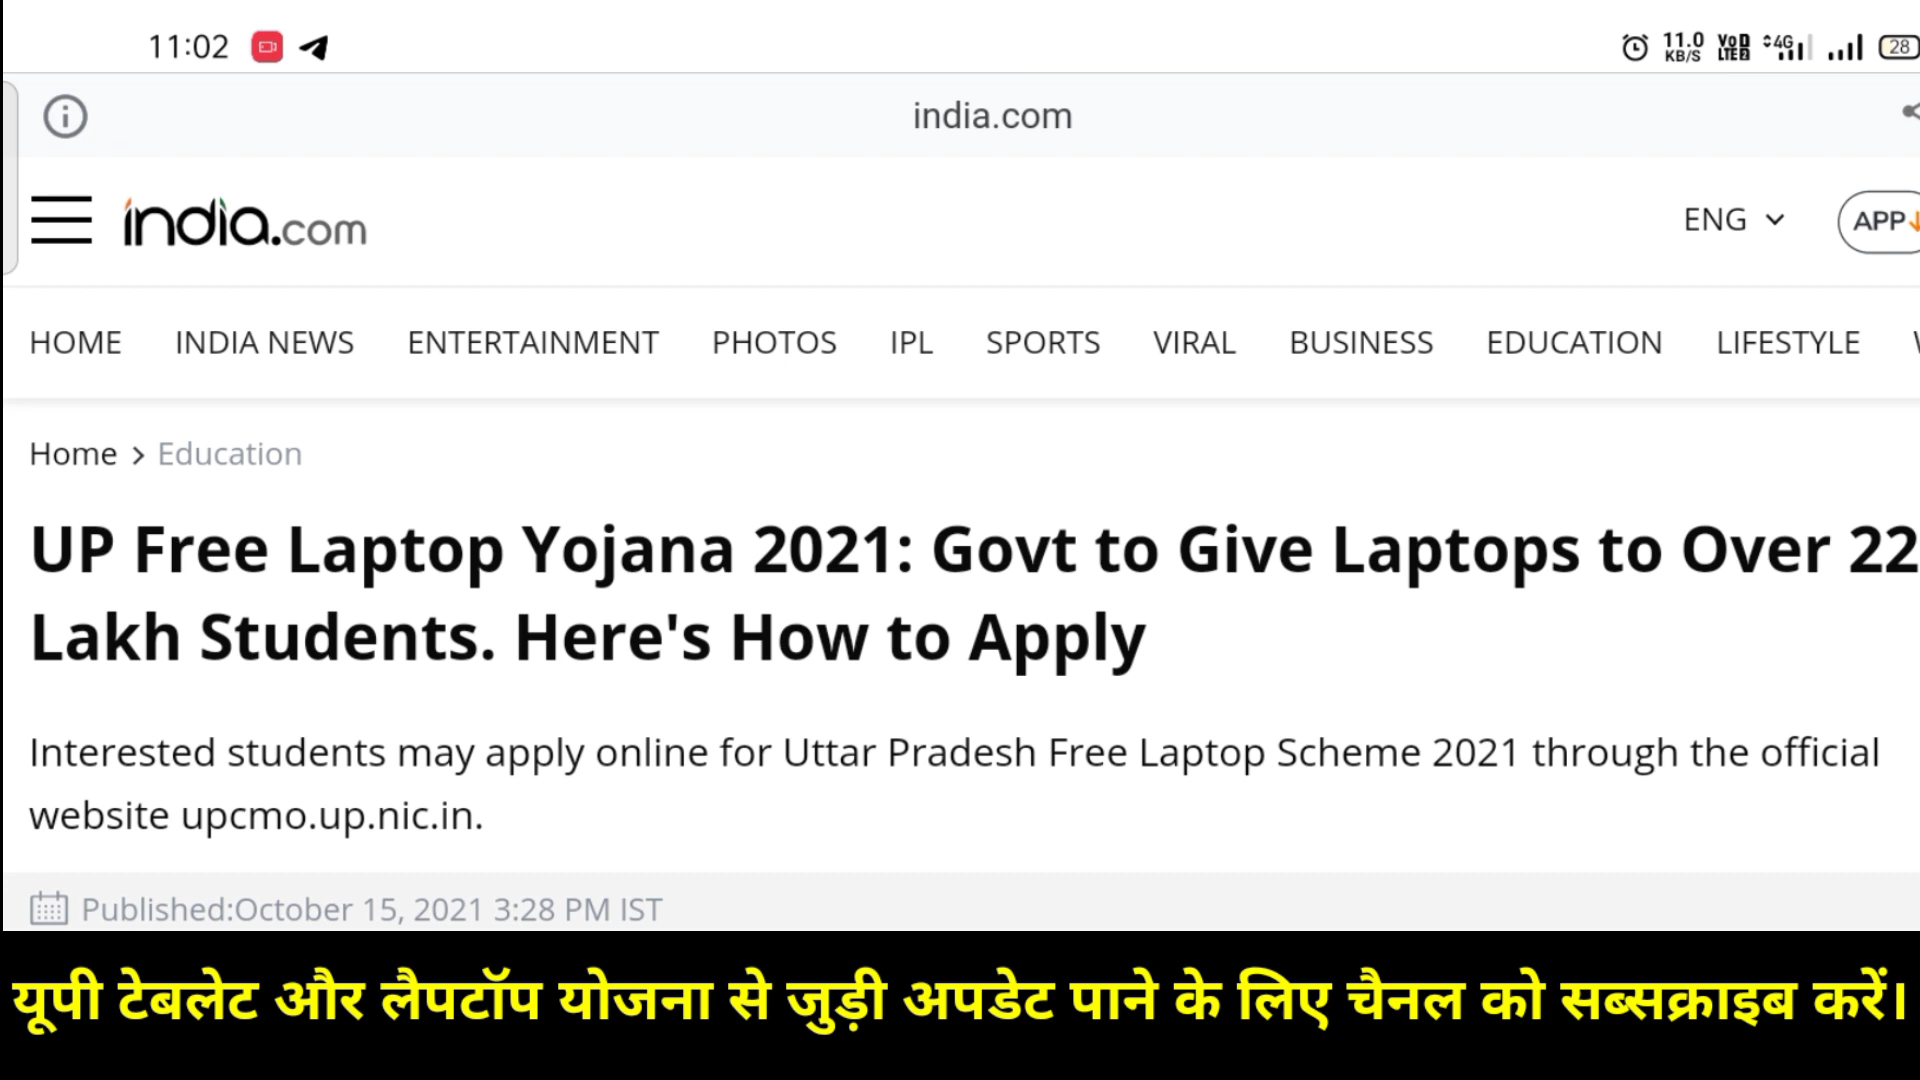 11:02
11.0 KB/S
VoD LTE2
4G
28
india.com
india.com
ENG
APP
HOME INDIA NEWS ENTERTAINMENT PHOTOS IPL SPORTS VIRAL BUSINESS EDUCATION LIFESTYLE
Home > Education
UP Free Laptop Yojana 2021: Govt to Give Laptops to Over 22
Lakh Students. Here's How to Apply
Interested students may apply online for Uttar Pradesh Free Laptop Scheme 2021 through the official
website upcmo.up.nic.in.
Published:October 15, 2021 3:28 PM IST
यूपी टेबलेट और लैपटॉप योजना से जुड़ी अपडेट पाने के लिए चैनल को सब्सक्राइब करें।